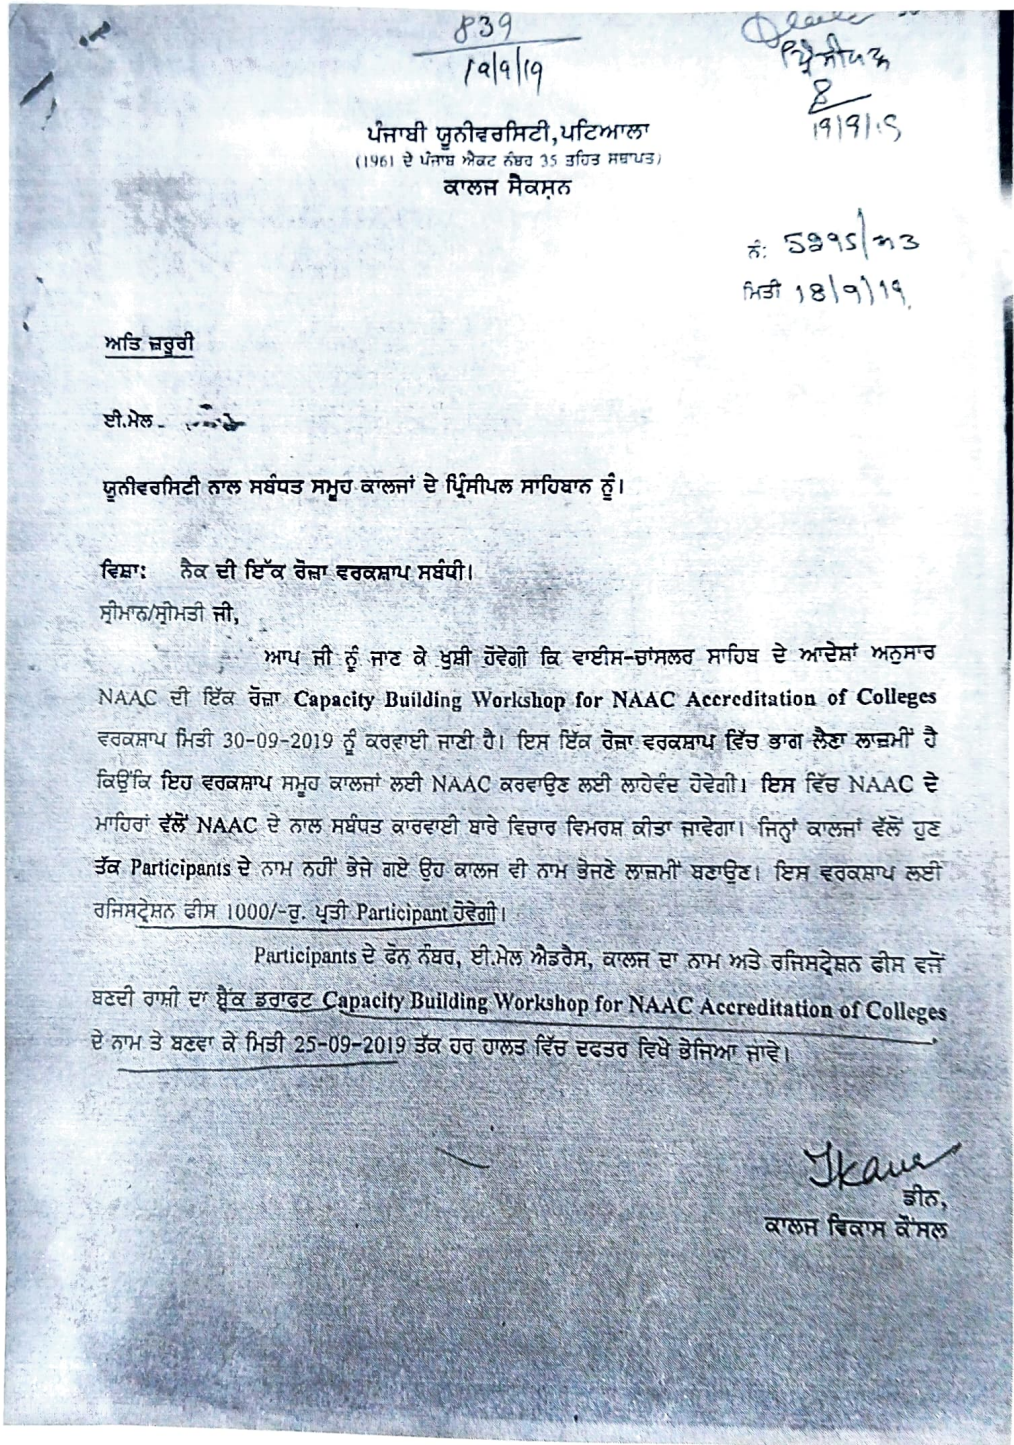 839
19/9/19
ਪ੍ਰਿੰਸੀਪਲ
19/9/19
ਪੰਜਾਬੀ ਯੂਨੀਵਰਸਿਟੀ,ਪਟਿਆਲਾ
(1961 ਦੇ ਪੰਜਾਬ ਐਕਟ ਨੰਬਰ 35 ਤਹਿਤ ਸਥਾਪਤ)
ਕਾਲਜ ਸੈਕਸ਼ਨ
ਨੰ:
ਮਿਤੀ 18/9/19
ਅਤਿ ਜ਼ਰੂਰੀ
ਈ.ਮੇਲ
ਯੂਨੀਵਰਸਿਟੀ ਨਾਲ ਸਬੰਧਤ ਸਮੂਹ ਕਾਲਜਾਂ ਦੇ ਪ੍ਰਿੰਸੀਪਲ ਸਾਹਿਬਾਨ ਨੂੰ।
ਵਿਸ਼ਾ: ਨੈਕ ਦੀ ਇੱਕ ਰੋਜ਼ਾ ਵਰਕਸ਼ਾਪ ਸਬੰਧੀ।
ਸ਼੍ਰੀਮਾਨ/ਸ਼੍ਰੀਮਤੀ ਜੀ,
ਆਪ ਜੀ ਨੂੰ ਜਾਣ ਕੇ ਖੁਸ਼ੀ ਹੋਵੇਗੀ ਕਿ ਵਾਈਸ-ਚਾਂਸਲਰ ਸਾਹਿਬ ਦੇ ਆਦੇਸ਼ਾਂ ਅਨੁਸਾਰ
NAAC ਦੀ ਇੱਕ ਰੋਜ਼ਾ Capacity Building Workshop for NAAC Accreditation of Colleges
ਵਰਕਸ਼ਾਪ ਮਿਤੀ 30-09-2019 ਨੂੰ ਕਰਵਾਈ ਜਾਣੀ ਹੈ। ਇਸ ਇੱਕ ਰੋਜ਼ਾ ਵਰਕਸ਼ਾਪ ਵਿੱਚ ਭਾਗ ਲੈਣਾ ਲਾਜ਼ਮੀਂ ਹੈ
ਕਿਉਂਕਿ ਇਹ ਵਰਕਸ਼ਾਪ ਸਮੂਹ ਕਾਲਜਾਂ ਲਈ NAAC ਕਰਵਾਉਣ ਲਈ ਲਾਹੇਵੰਦ ਹੋਵੇਗੀ। ਇਸ ਵਿੱਚ NAAC ਦੇ
ਮਾਹਿਰਾਂ ਵੱਲੋਂ NAAC ਦੇ ਨਾਲ ਸਬੰਧਤ ਕਾਰਵਾਈ ਬਾਰੇ ਵਿਚਾਰ ਵਿਮਰਸ਼ ਕੀਤਾ ਜਾਵੇਗਾ। ਜਿਨ੍ਹਾਂ ਕਾਲਜਾਂ ਵੱਲੋਂ ਹੁਣ
ਤੱਕ Participants ਦੇ ਨਾਮ ਨਹੀਂ ਭੇਜੇ ਗਏ ਉਹ ਕਾਲਜ ਵੀ ਨਾਮ ਭੇਜਣੇ ਲਾਜ਼ਮੀਂ ਬਣਾਉਣ। ਇਸ ਵਰਕਸ਼ਾਪ ਲਈ
ਰਜਿਸਟ੍ਰੇਸ਼ਨ ਫੀਸ 1000/-ਰੁ. ਪ੍ਰਤੀ Participant ਹੋਵੇਗੀ।
Participants ਦੇ ਫੋਨ ਨੰਬਰ, ਈ.ਮੇਲ ਐਡਰੈਸ, ਕਾਲਜ ਦਾ ਨਾਮ ਅਤੇ ਰਜਿਸਟ੍ਰੇਸ਼ਨ ਫੀਸ ਵਜੋਂ
ਬਣਦੀ ਰਾਸ਼ੀ ਦਾ ਬੈਂਕ ਡਰਾਫਟ Capacity Building Workshop for NAAC Accreditation of Colleges
ਦੇ ਨਾਮ ਤੇ ਬਣਵਾ ਕੇ ਮਿਤੀ 25-09-2019 ਤੱਕ ਹਰ ਹਾਲਤ ਵਿੱਚ ਦਫਤਰ ਵਿਖੇ ਭੇਜਿਆ ਜਾਵੇ।
ਡੀਨ,
ਕਾਲਜ ਵਿਕਾਸ ਕੌਂਸਲ